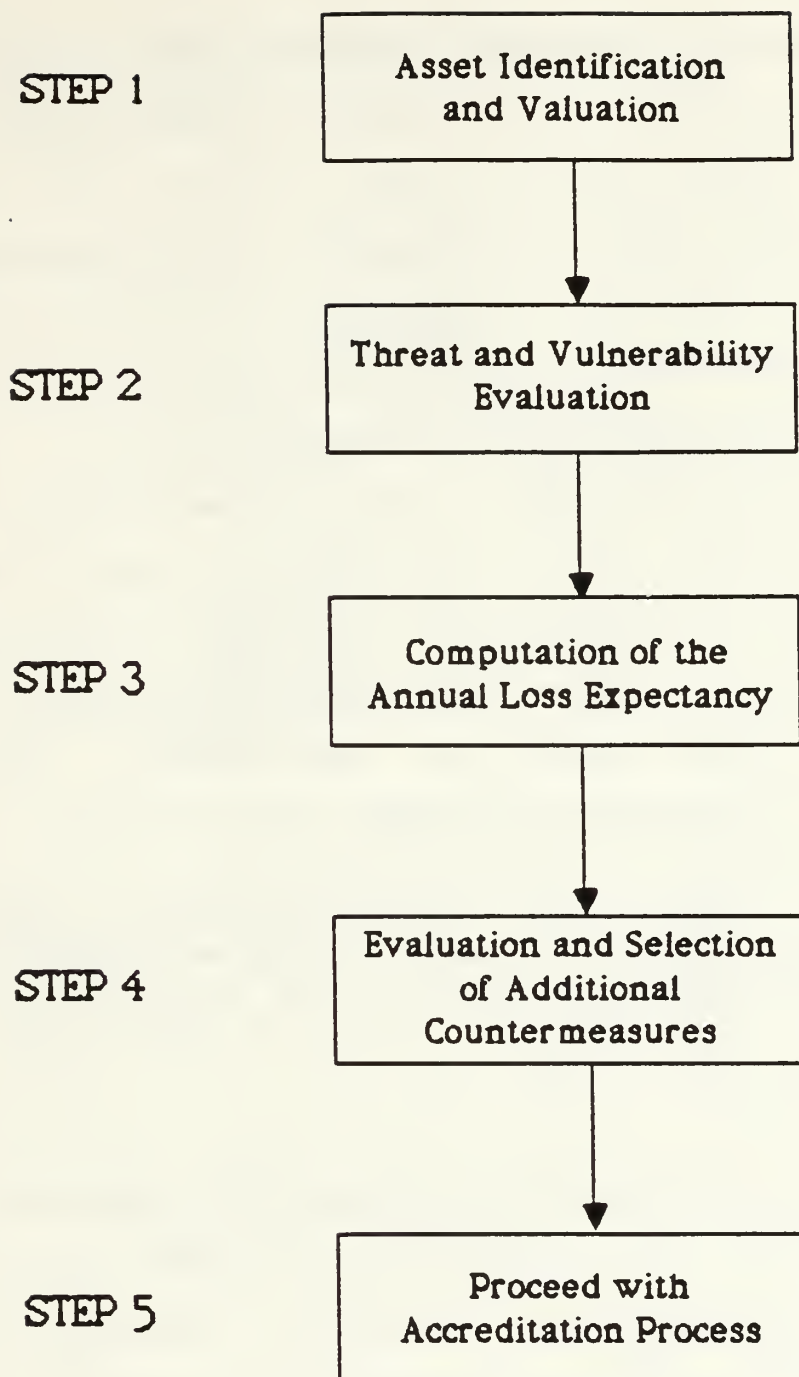 STEP 1
Asset Identification
and Valuation
STEP 2
Threat and Vulnerability
Evaluation
STEP 3
Computation of the
Annual Loss Expectancy
STEP 4
Evaluation and Selection
of Additional
Countermeasures
STEP 5
Proceed with
Accreditation Process